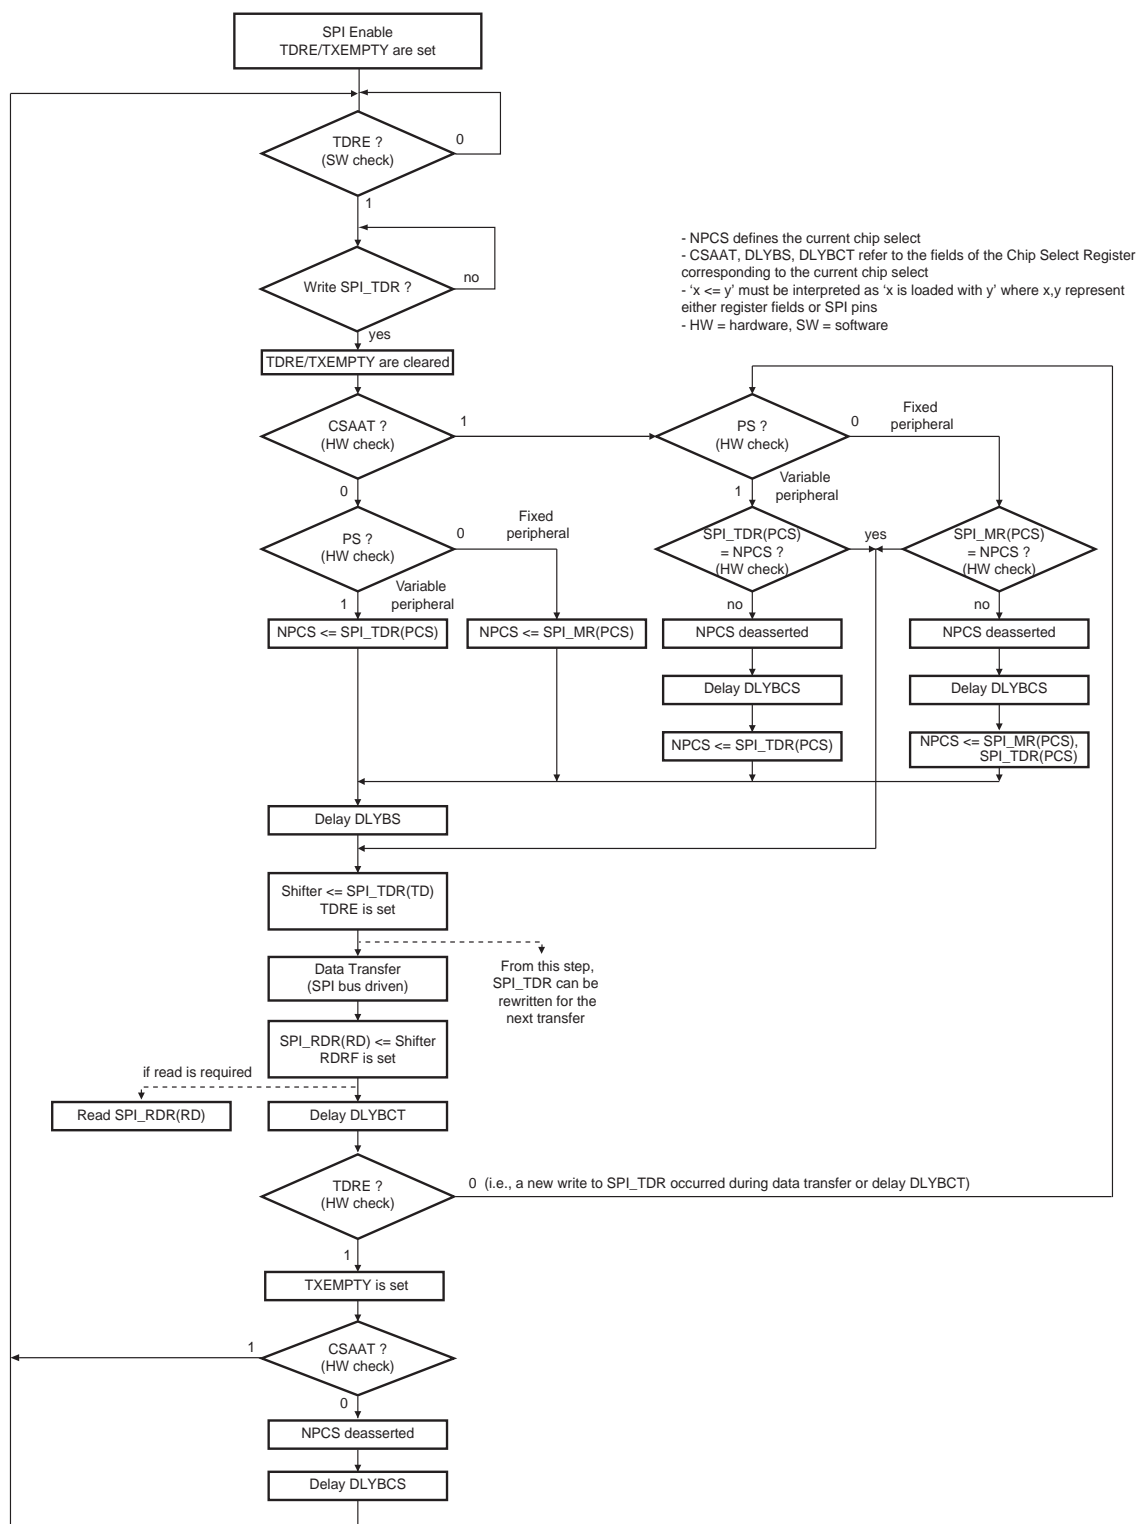 SPI Enable
TDRE/TXEMPTY are set
TDRE ?
(SW check)
0
1
Write SPI_TDR ?
no
yes
- NPCS defines the current chip select
- CSAAT, DLYBS, DLYBCT refer to the fields of the Chip Select Register
corresponding to the current chip select
- ‘x <= y’ must be interpreted as ‘x is loaded with y’ where x,y represent
either register fields or SPI pins
- HW = hardware, SW = software
TDRE/TXEMPTY are cleared
CSAAT ?
(HW check)
1
0
PS ?
(HW check)
0
Fixed
peripheral
1
Variable
peripheral
PS ?
(HW check)
0
Fixed
peripheral
1
Variable
peripheral
SPI_TDR(PCS)
= NPCS ?
(HW check)
yes
SPI_MR(PCS)
= NPCS ?
(HW check)
no
no
NPCS <= SPI_TDR(PCS)
NPCS <= SPI_MR(PCS)
NPCS deasserted
NPCS deasserted
Delay DLYBCS
Delay DLYBCS
NPCS <= SPI_TDR(PCS)
NPCS <= SPI_MR(PCS),
SPI_TDR(PCS)
Delay DLYBS
Shifter <= SPI_TDR(TD)
TDRE is set
Data Transfer
(SPI bus driven)
From this step,
SPI_TDR can be
rewritten for the
next transfer
SPI_RDR(RD) <= Shifter
RDRF is set
if read is required
Read SPI_RDR(RD)
Delay DLYBCT
TDRE ?
(HW check)
0 (i.e., a new write to SPI_TDR occurred during data transfer or delay DLYBCT)
1
TXEMPTY is set
CSAAT ?
(HW check)
1
0
NPCS deasserted
Delay DLYBCS